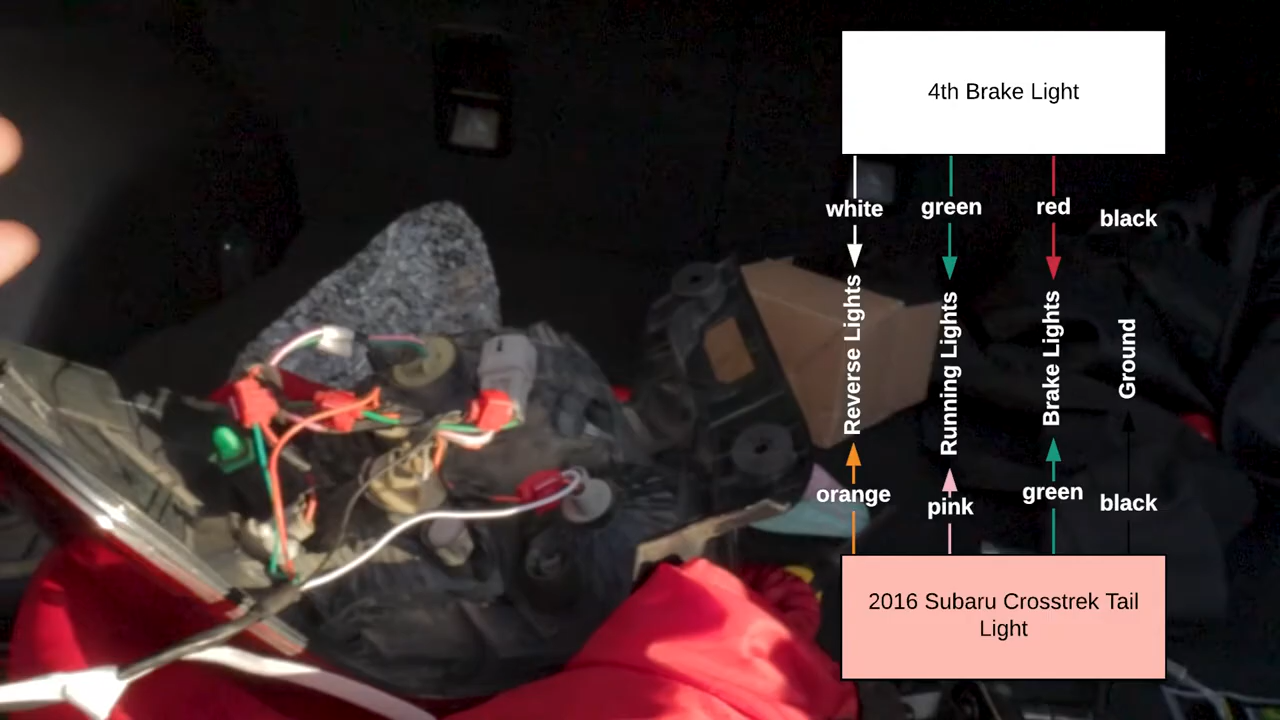 4th Brake Light
white
green
red
black
Reverse Lights
Running Lights
Brake Lights
Ground
orange
pink
green
black
2016 Subaru Crosstrek Tail
Light